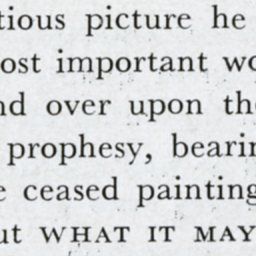 tious picture he
ost important wo
nd over upon the
prophesy, bearin
e ceased painting
ut WHAT IT MAY